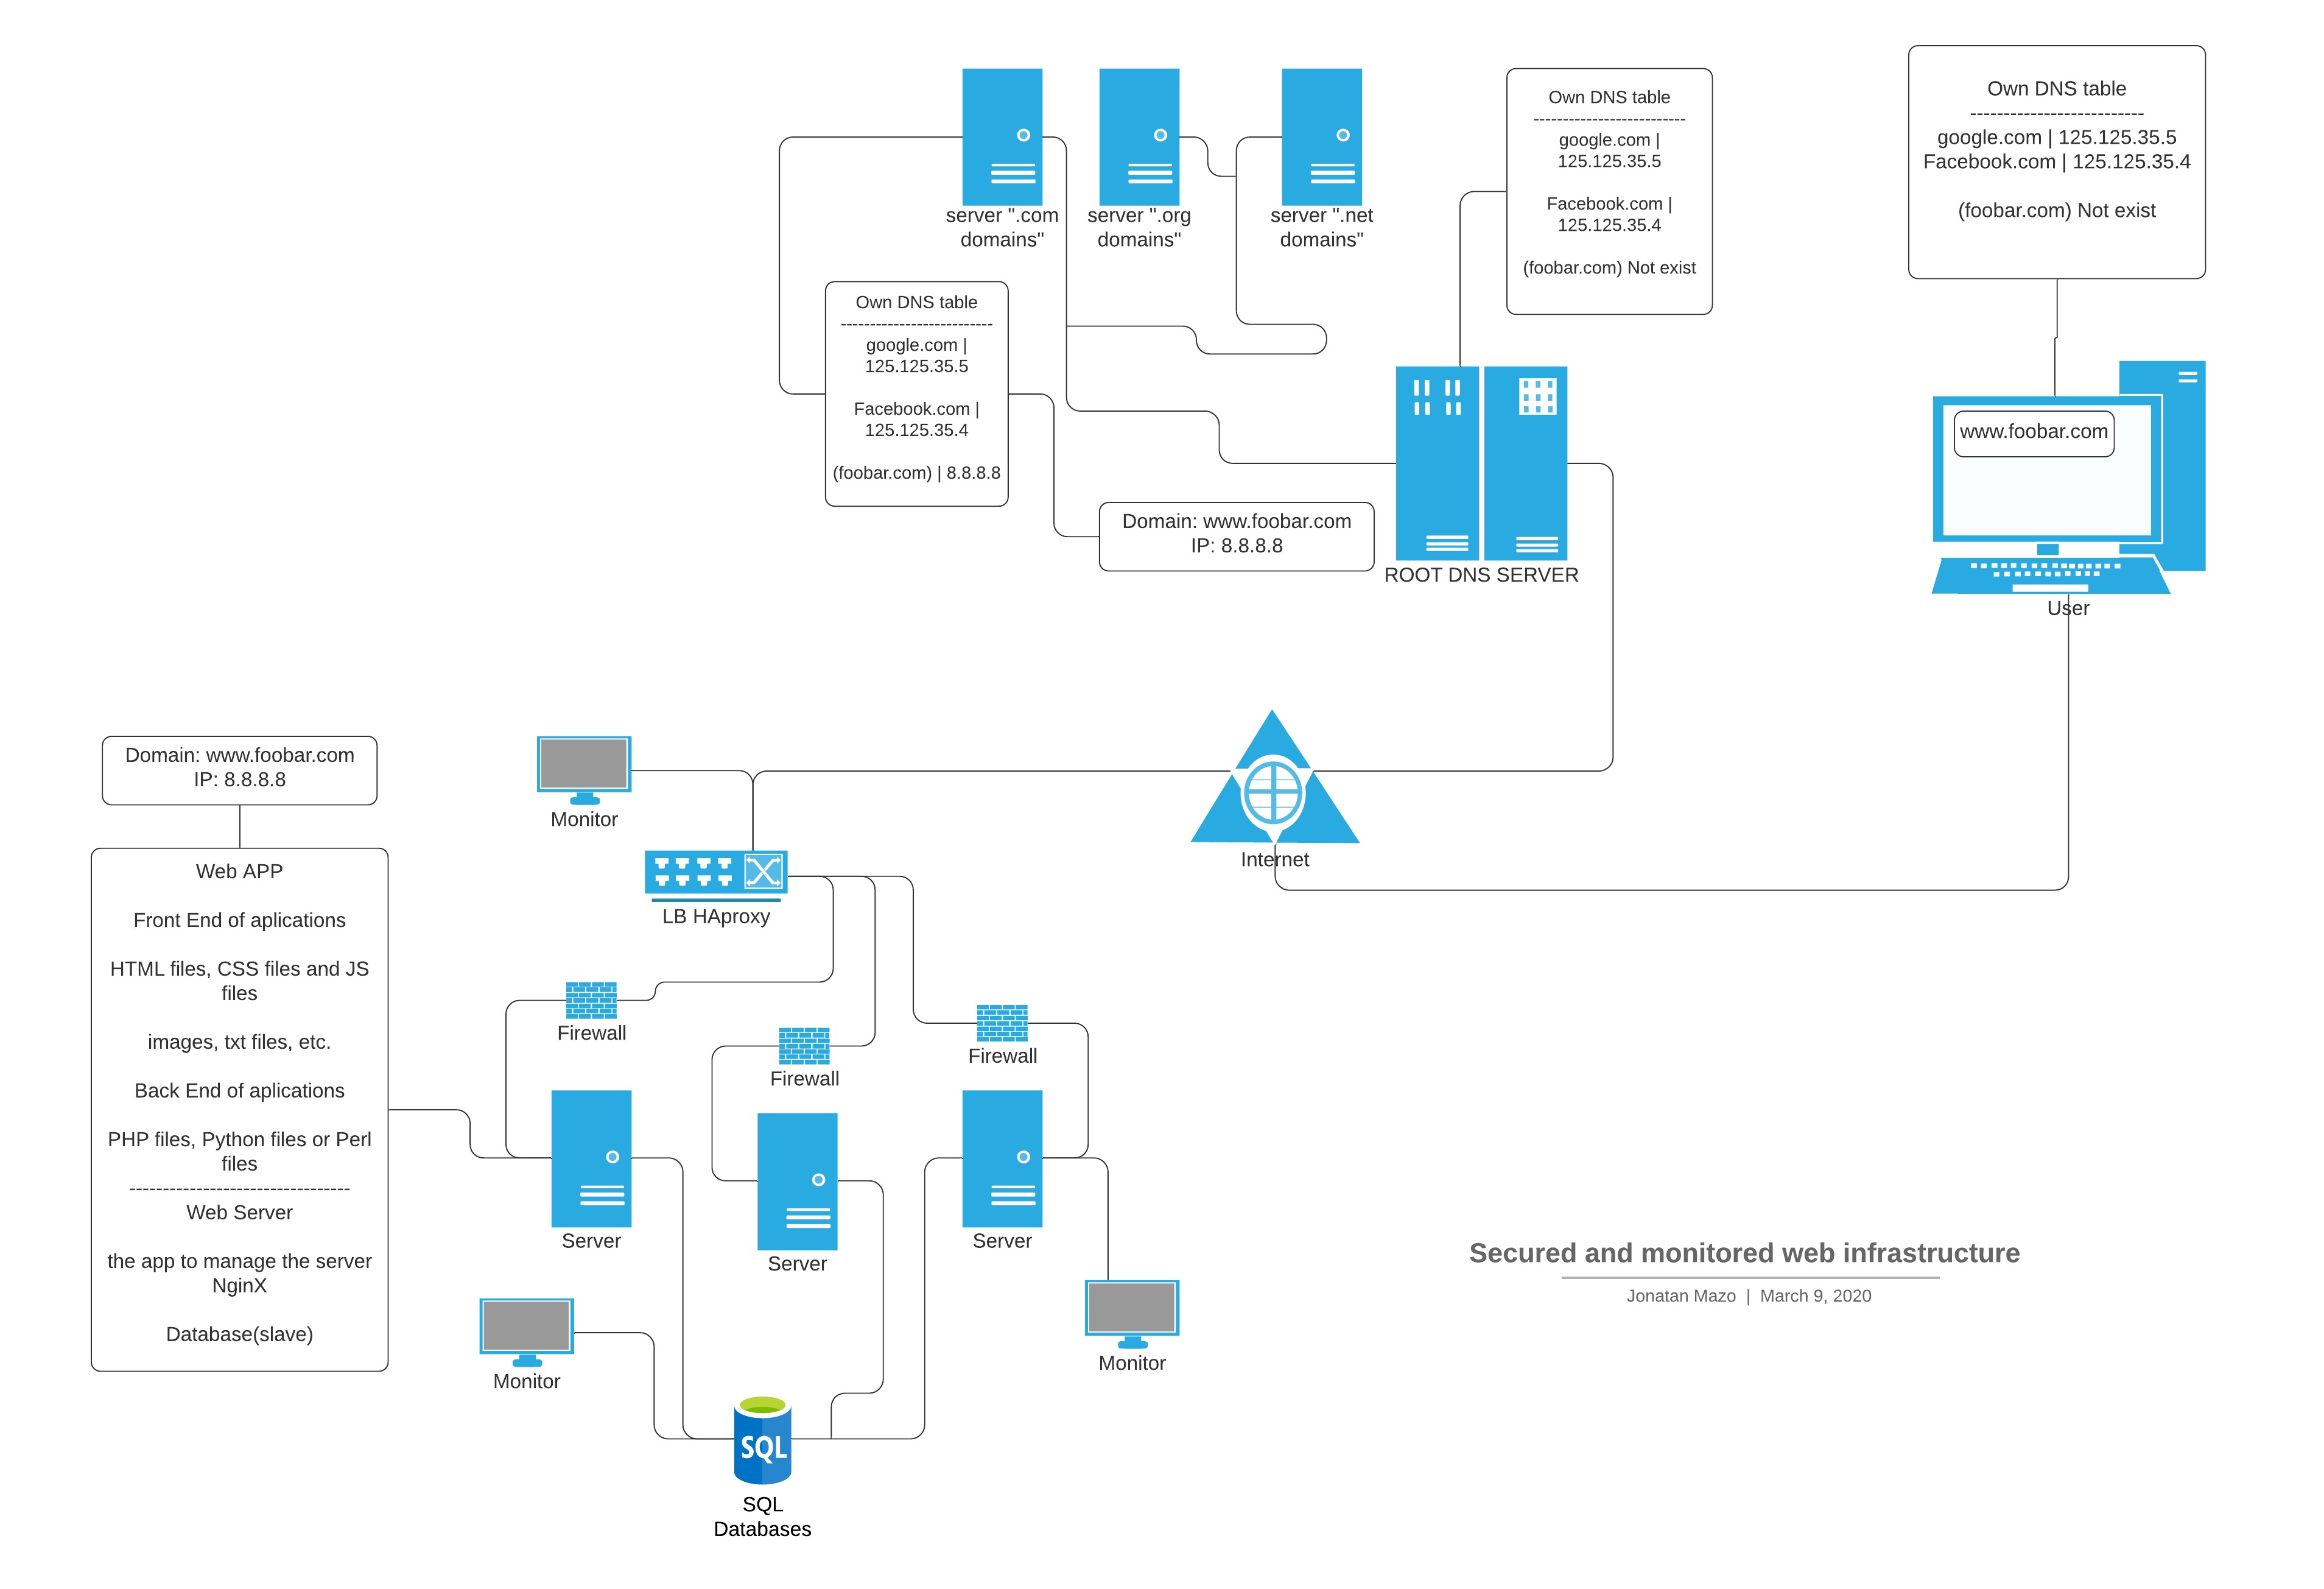 Own DNS table
--------------------------
google.com | 125.125.35.5
Facebook.com | 125.125.35.4
(foobar.com) Not exist
Own DNS table
--------------------------
google.com |
125.125.35.5
Facebook.com |
125.125.35.4
(foobar.com) Not exist
server ".com
domains"
server ".org
domains"
server ".net
domains"
Own DNS table
--------------------------
google.com |
125.125.35.5
Facebook.com |
125.125.35.4
(foobar.com) | 8.8.8.8
www.foobar.com
Domain: www.foobar.com
IP: 8.8.8.8
ROOT DNS SERVER
User
Domain: www.foobar.com
IP: 8.8.8.8
Monitor
Internet
LB HAproxy
Web APP
Front End of aplications
HTML files, CSS files and JS
files
images, txt files, etc.
Back End of aplications
PHP files, Python files or Perl
files
---------------------------------
Web Server
the app to manage the server
NginX
Database(slave)
Firewall
Firewall
Firewall
Server
Server
Server
Monitor
Monitor
SQL
SQL
Databases
Secured and monitored web infrastructure
Jonatan Mazo | March 9, 2020